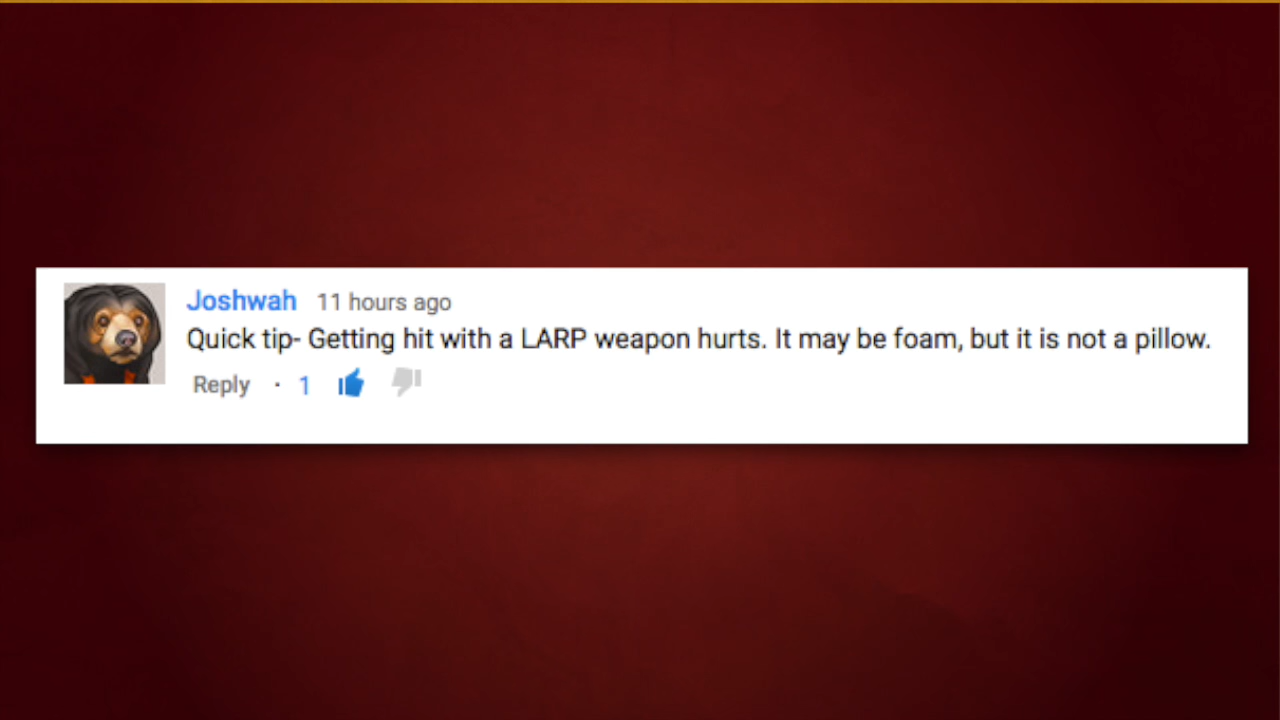 Joshwah 11 hours ago
Quick tip- Getting hit with a LARP weapon hurts. It may be foam, but it is not a pillow.
Reply · 1